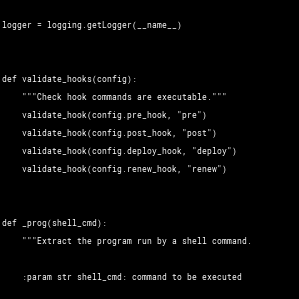 logger = logging.getLogger(__name__)
def validate_hooks(config):
    """Check hook commands are executable."""
    validate_hook(config.pre_hook, "pre")
    validate_hook(config.post_hook, "post")
    validate_hook(config.deploy_hook, "deploy")
    validate_hook(config.renew_hook, "renew")
def _prog(shell_cmd):
    """Extract the program run by a shell command.
    :param str shell_cmd: command to be executed